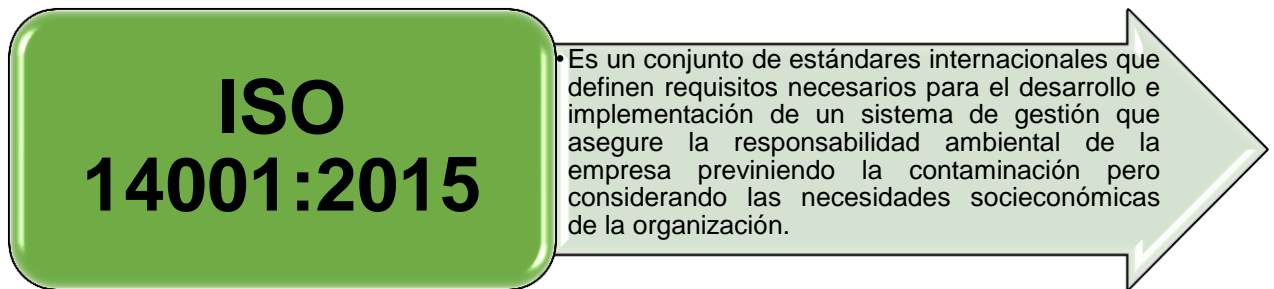 ISO
14001:2015
•Es un conjunto de estándares internacionales que
definen requisitos necesarios para el desarrollo e
implementación de un sistema de gestión que
asegure la responsabilidad ambiental de la
empresa previniendo la contaminación pero
considerando las necesidades socieconómicas
de la organización.